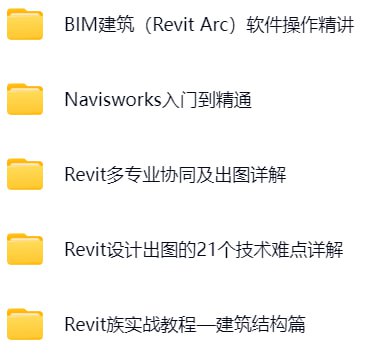 BIM建筑（Revit Arc）软件操作精讲
Navisworks入门到精通
Revit多专业协同及出图详解
Revit设计出图的21个技术难点详解
Revit族实战教程—建筑结构篇